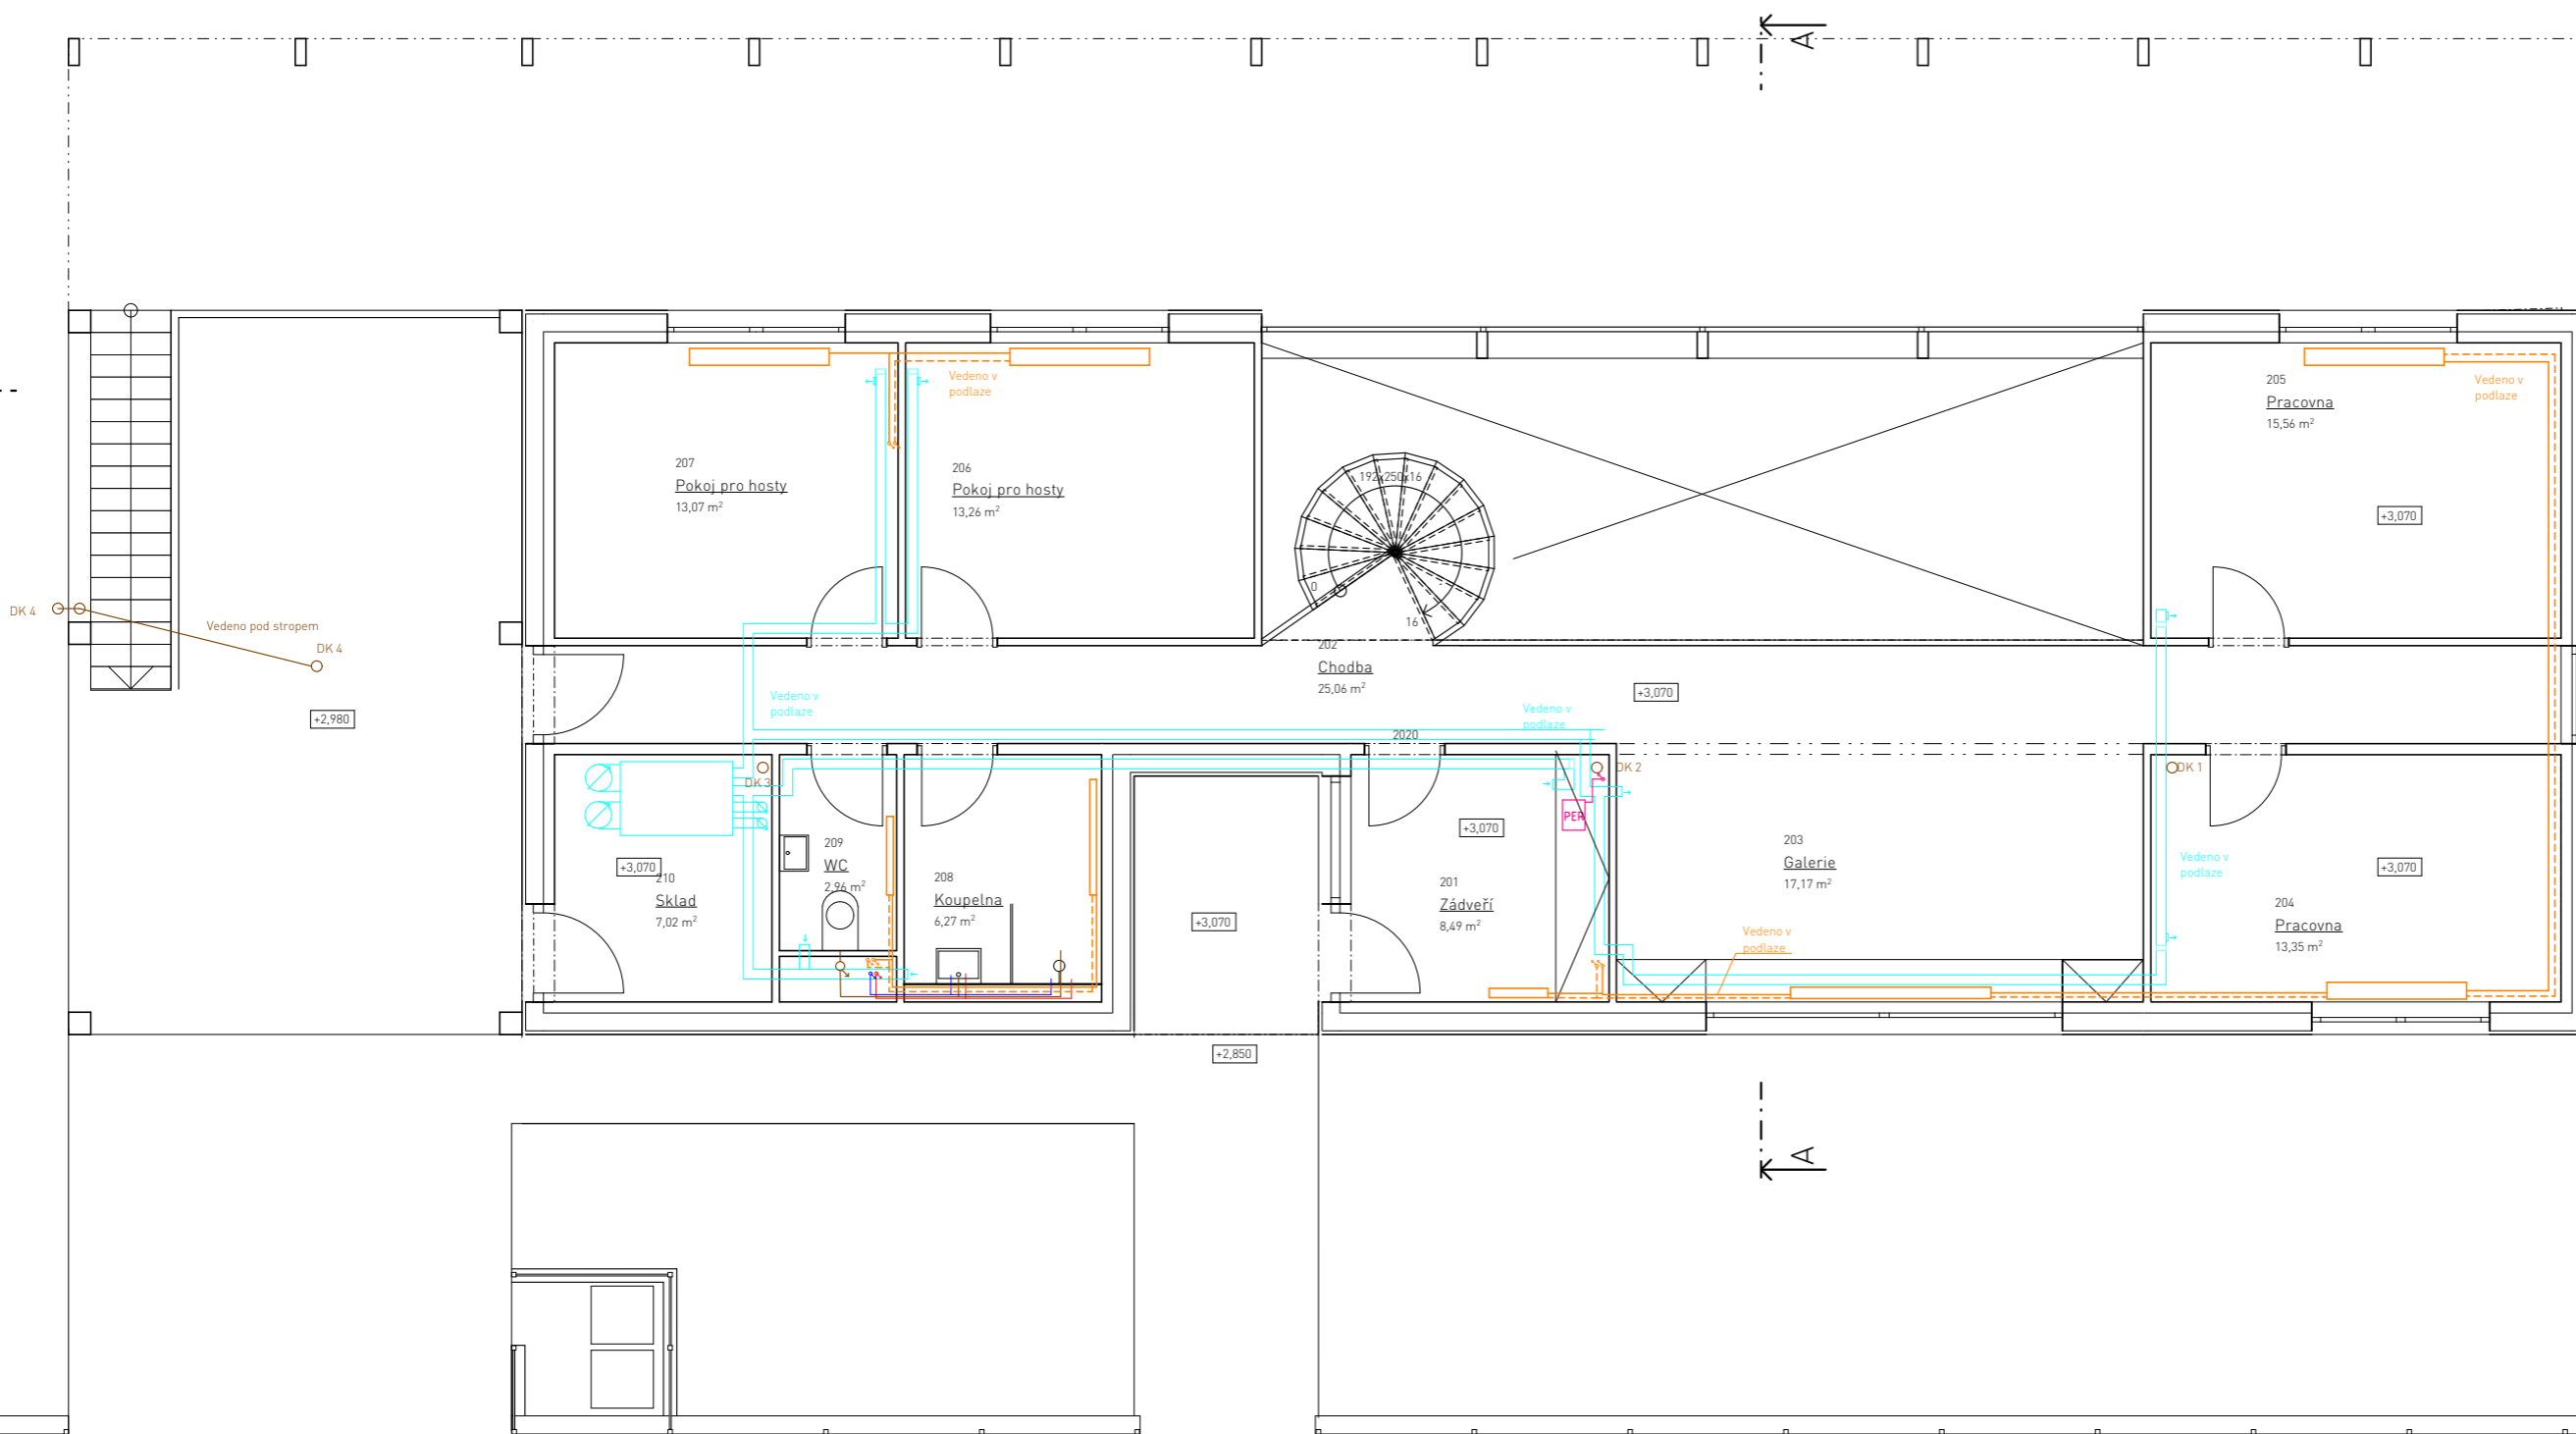 A
207
Pokoj pro hosty
13,07 m²
206
Pokoj pro hosty
13,26 m²
Vedeno v
podlaze
192x250x16
0
16
205
Pracovna
15,56 m²
Vedeno v
podlaze
+3,070
DK 4
Vedeno pod stropem
DK 4
+2,980
Vedeno v
podlaze
202
Chodba
25,06 m²
+3,070
Vedeno v
podlaze
2020
DK 3
DK 2
DK 1
+3,070
210
Sklad
7,02 m²
209
WC
2,96 m²
208
Koupelna
6,27 m²
+3,070
+3,070
201
Zádveří
8,49 m²
PER
203
Galerie
17,17 m²
Vedeno v
podlaze
Vedeno v
podlaze
+3,070
204
Pracovna
13,35 m²
+2,850
A